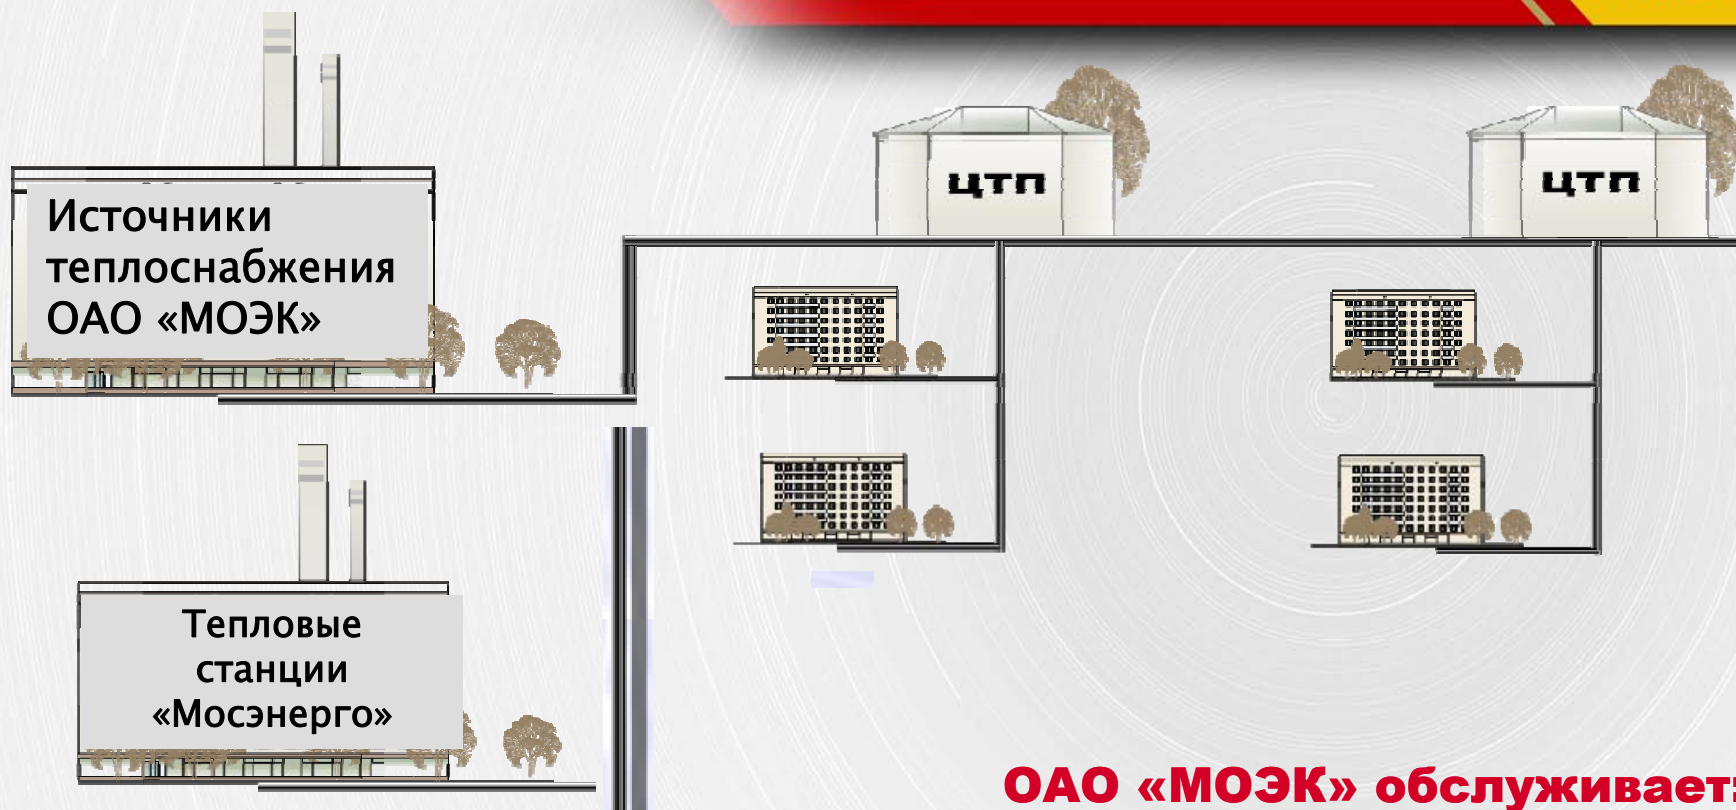 ЦТП
ЦТП
Источники
теплоснабжения
ОАО «МОЭК»
Тепловые
станции
«Мосэнерго»
ОАО «МОЭК» обслуживает